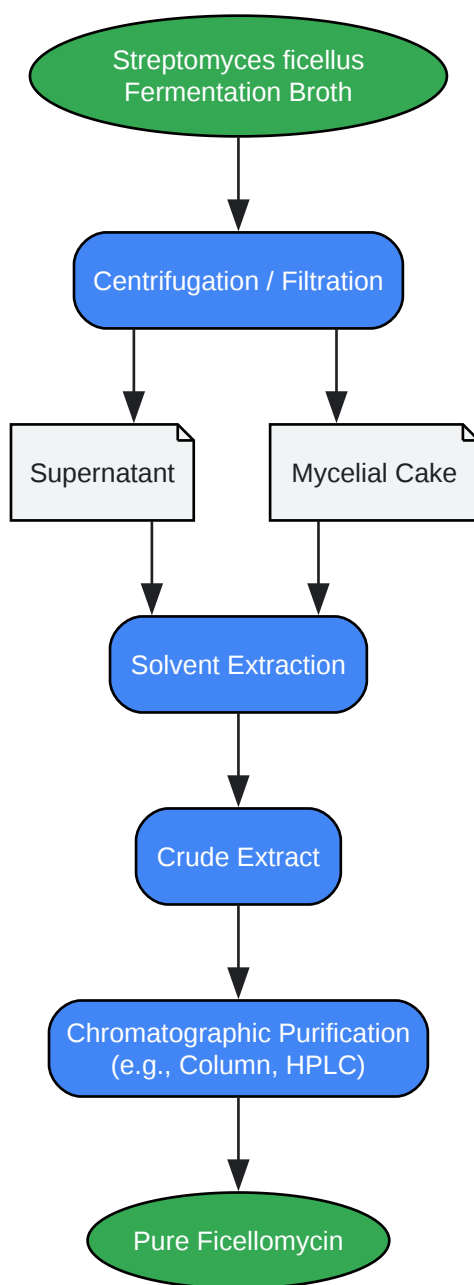 Streptomyces ficellus
Fermentation Broth
Centrifugation / Filtration
Supernatant
Mycelial Cake
Solvent Extraction
Crude Extract
Chromatographic Purification
(e.g., Column, HPLC)
Pure Ficellomycin